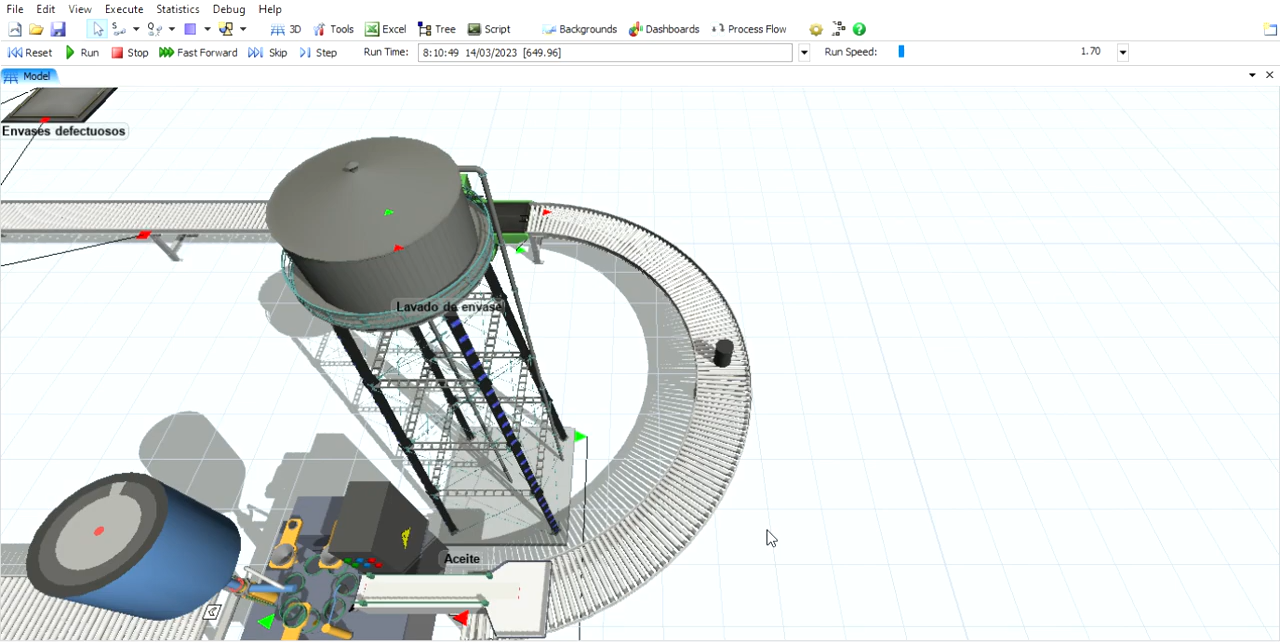 File Edit View Execute Statistics Debug Help
3D Tools Excel Tree Script Backgrounds Dashboards Process Flow
Reset Run Stop Fast Forward Skip Step Run Time: 8:10:49 14/03/2023 [649.96] Run Speed: 1.70
Model
Envases defectuosos
Lavado de envase
Aceite